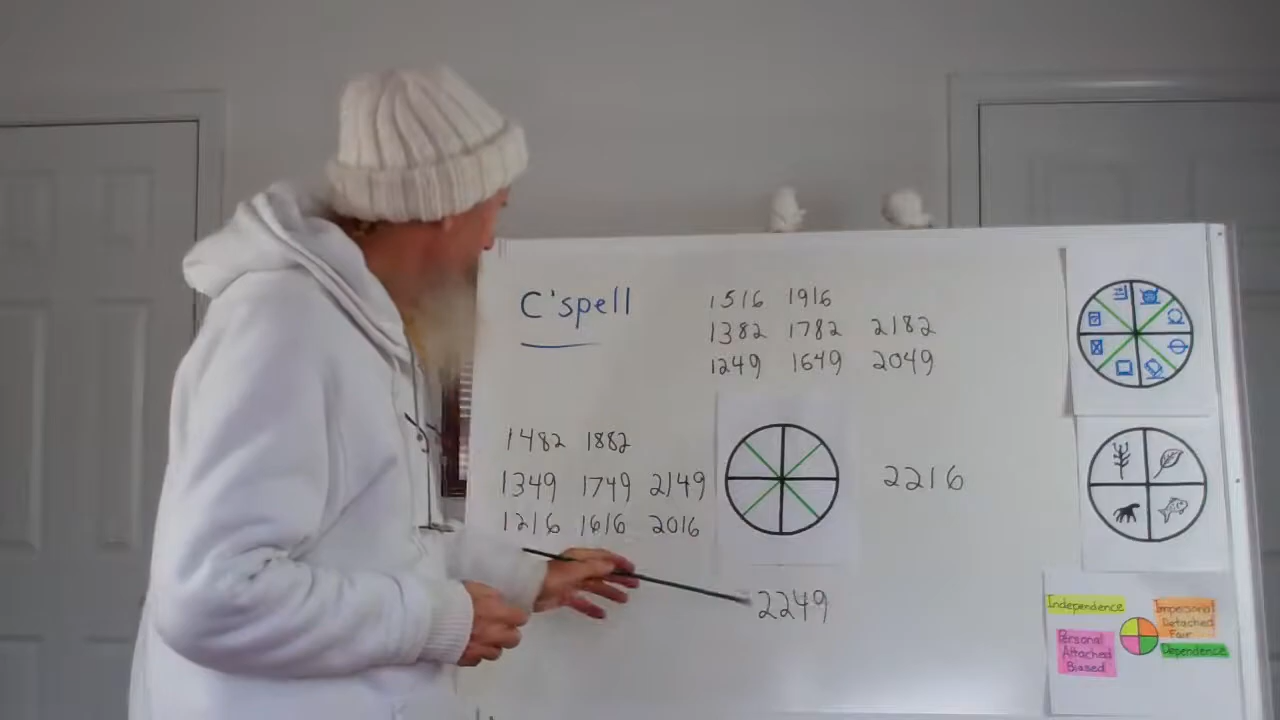 C'spell
1516 1916
1382 1782 2182
1249 1649 2049
1482 1882
1349 1749 2149
1216 1616 2016
2216
2249
Independence
Impersonal
Detached
Fair
Personal
Attached
Biased
Dependence